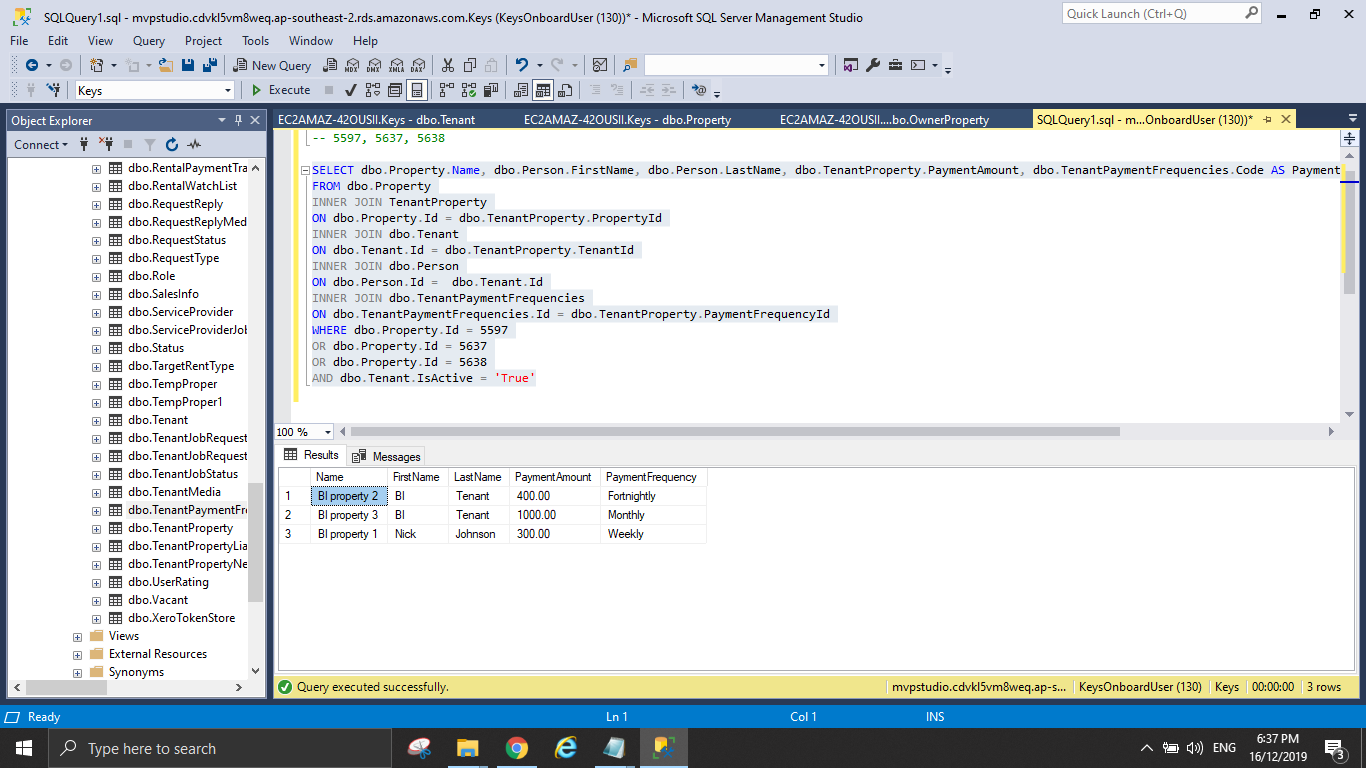 SQLQuery1.sql - mvpstudio.cdvkl5vm8weq.ap-southeast-2.rds.amazonaws.com.Keys (KeysOnboardUser (130))* - Microsoft SQL Server Management Studio
Quick Launch (Ctrl+Q)
File Edit View Query Project Tools Window Help
New Query MDX DMX XMLA DAX
Keys Execute
Object Explorer
EC2AMAZ-42OUSII.Keys - dbo.Tenant EC2AMAZ-42OUSII.Keys - dbo.Property EC2AMAZ-42OUSII....bo.OwnerProperty SQLQuery1.sql - m...OnboardUser (130))*
Connect
dbo.RentalPaymentTra
dbo.RentalWatchList
dbo.RequestReply
dbo.RequestReplyMed
dbo.RequestStatus
dbo.RequestType
dbo.Role
dbo.SalesInfo
dbo.ServiceProvider
dbo.ServiceProviderJob
dbo.Status
dbo.TargetRentType
dbo.TempProper
dbo.TempProper1
dbo.Tenant
dbo.TenantJobRequest
dbo.TenantJobRequest
dbo.TenantJobStatus
dbo.TenantMedia
dbo.TenantPaymentFr
dbo.TenantProperty
dbo.TenantPropertyLia
dbo.TenantPropertyNe
dbo.UserRating
dbo.Vacant
dbo.XeroTokenStore
Views
External Resources
Synonyms
-- 5597, 5637, 5638
SELECT dbo.Property.Name, dbo.Person.FirstName, dbo.Person.LastName, dbo.TenantProperty.PaymentAmount, dbo.TenantPaymentFrequencies.Code AS Payment
FROM dbo.Property
INNER JOIN TenantProperty
ON dbo.Property.Id = dbo.TenantProperty.PropertyId
INNER JOIN dbo.Tenant
ON dbo.Tenant.Id = dbo.TenantProperty.TenantId
INNER JOIN dbo.Person
ON dbo.Person.Id =  dbo.Tenant.Id
INNER JOIN dbo.TenantPaymentFrequencies
ON dbo.TenantPaymentFrequencies.Id = dbo.TenantProperty.PaymentFrequencyId
WHERE dbo.Property.Id = 5597
OR dbo.Property.Id = 5637
OR dbo.Property.Id = 5638
AND dbo.Tenant.IsActive = 'True'
100 %
Results Messages
Name FirstName LastName PaymentAmount PaymentFrequency
1 BI property 2 BI Tenant 400.00 Fortnightly
2 BI property 3 BI Tenant 1000.00 Monthly
3 BI property 1 Nick Johnson 300.00 Weekly
Query executed successfully. mvpstudio.cdvkl5vm8weq.ap-s... KeysOnboardUser (130) Keys 00:00:00 3 rows
Ready Ln 1 Col 1 INS
Type here to search
ENG
6:37 PM
16/12/2019
3